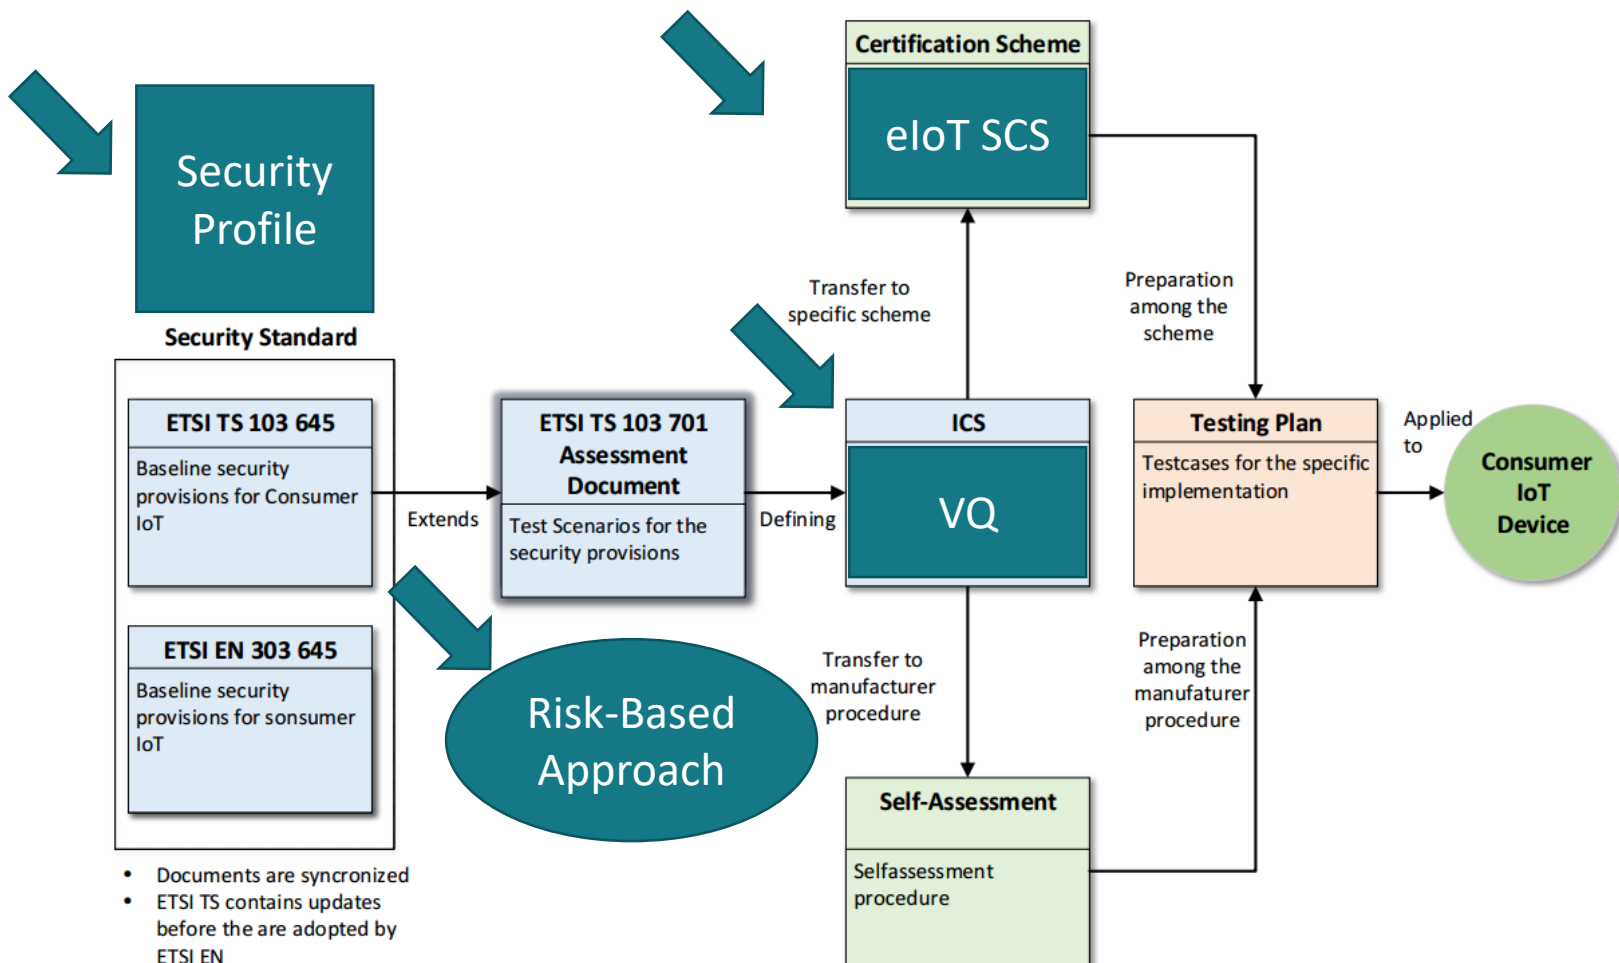 Security
Profile
Security Standard
ETSI TS 103 645
Baseline security
provisions for Consumer
IoT
ETSI EN 303 645
Baseline security
provisions for sonsumer
IoT
• Documents are syncronized
• ETSI TS contains updates
before the are adopted by
ETSI EN
Extends
ETSI TS 103 701
Assessment
Document
Test Scenarios for the
security provisions
Risk-Based
Approach
Defining
Certification Scheme
eIoT SCS
Transfer to
specific scheme
ICS
VQ
Transfer to
manufacturer
procedure
Self-Assessment
Selfassessment
procedure
Preparation
among the
scheme
Testing Plan
Testcases for the specific
implementation
Preparation
among the
manufaturer
procedure
Applied
to
Consumer
IoT
Device